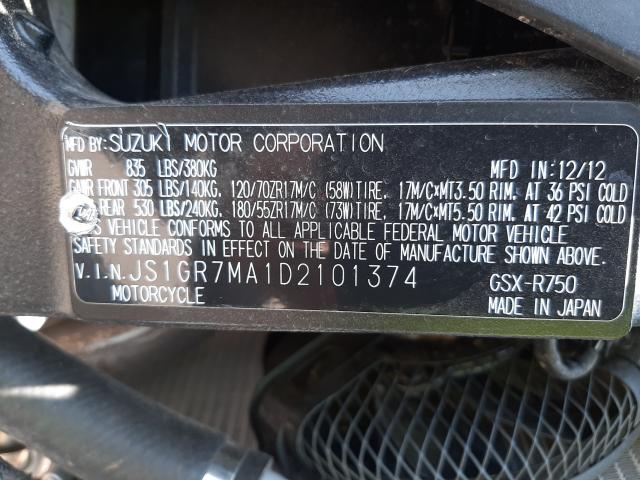 MFD BY: SUZUKI MOTOR CORPORATION
GVWR 835 LBS/380KG MFD IN: 12/12
GAWR FRONT 305 LBS/140KG, 120/70ZR17M/C (58W)TIRE, 17M/C×MT3.50 RIM. AT 36 PSI COLD
REAR 530 LBS/240KG, 180/55ZR17M/C (73W)TIRE, 17M/C×MT5.50 RIM. AT 42 PSI COLD
VEHICLE CONFORMS TO ALL APPLICABLE FEDERAL MOTOR VEHICLE
SAFETY STANDARDS IN EFFECT ON THE DATE OF MANUFACTURE SHOWN ABOVE.
V.I.N. JS1GR7MA1D2101374 GSX-R750
MOTORCYCLE MADE IN JAPAN